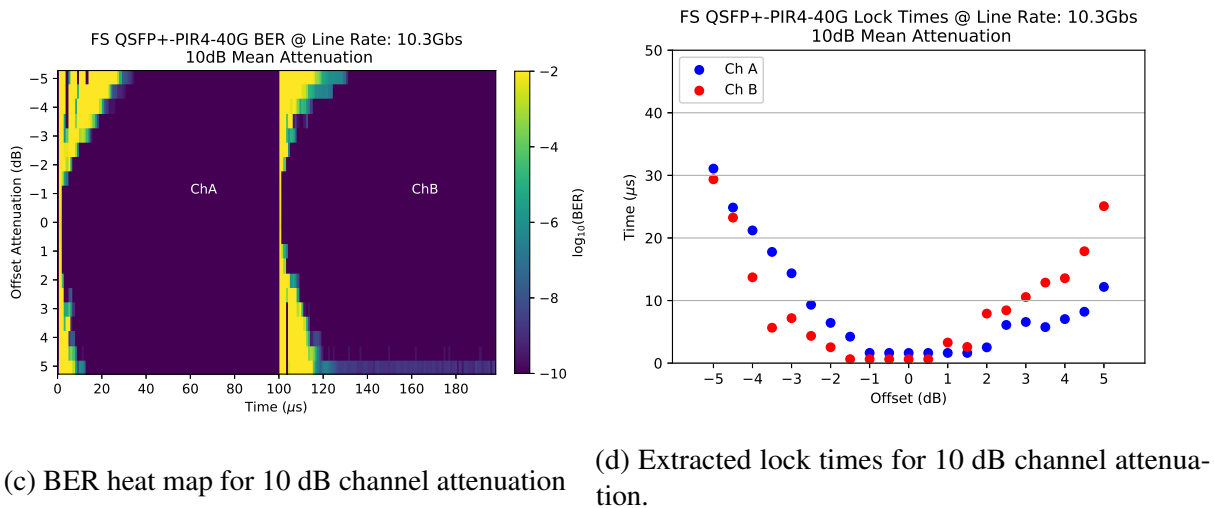 FS QSFP+-PIR4-40G BER @ Line Rate: 10.3Gbs
10dB Mean Attenuation
Offset Attenuation (dB)
−5
−4
−3
−2
−1
0
1
2
3
4
5
ChA
ChB
0
20
40
60
80
100
120
140
160
180
Time (μs)
−2
−4
−6
−8
−10
log₁₀(BER)
(c) BER heat map for 10 dB channel attenuation
FS QSFP+-PIR4-40G Lock Times @ Line Rate: 10.3Gbs
10dB Mean Attenuation
Ch A
Ch B
Time (μs)
50
40
30
20
10
0
−5
−4
−3
−2
−1
0
1
2
3
4
5
Offset (dB)
(d) Extracted lock times for 10 dB channel attenua-
tion.